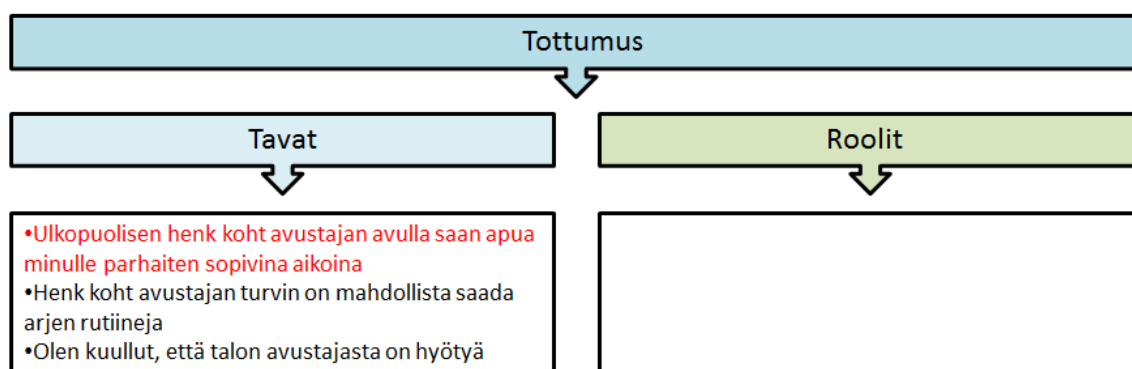 Tottumus
Tavat
Roolit
•Ulkopuolisen henk koht avustajan avulla saan apua
minulle parhaiten sopivina aikoina
•Henk koht avustajan turvin on mahdollista saada
arjen rutiineja
•Olen kuullut, että talon avustajasta on hyötyä